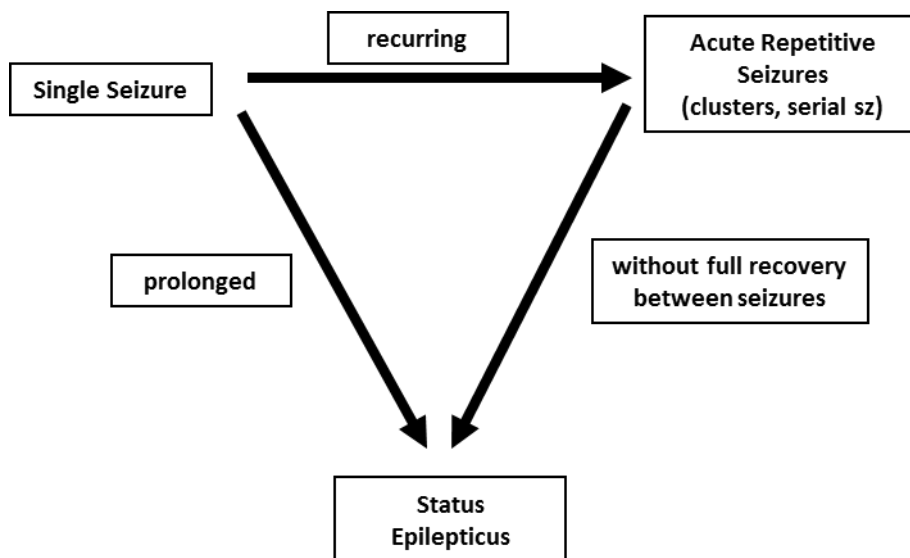 recurring
Single Seizure
Acute Repetitive
Seizures
(clusters, serial sz)
prolonged
without full recovery
between seizures
Status
Epilepticus